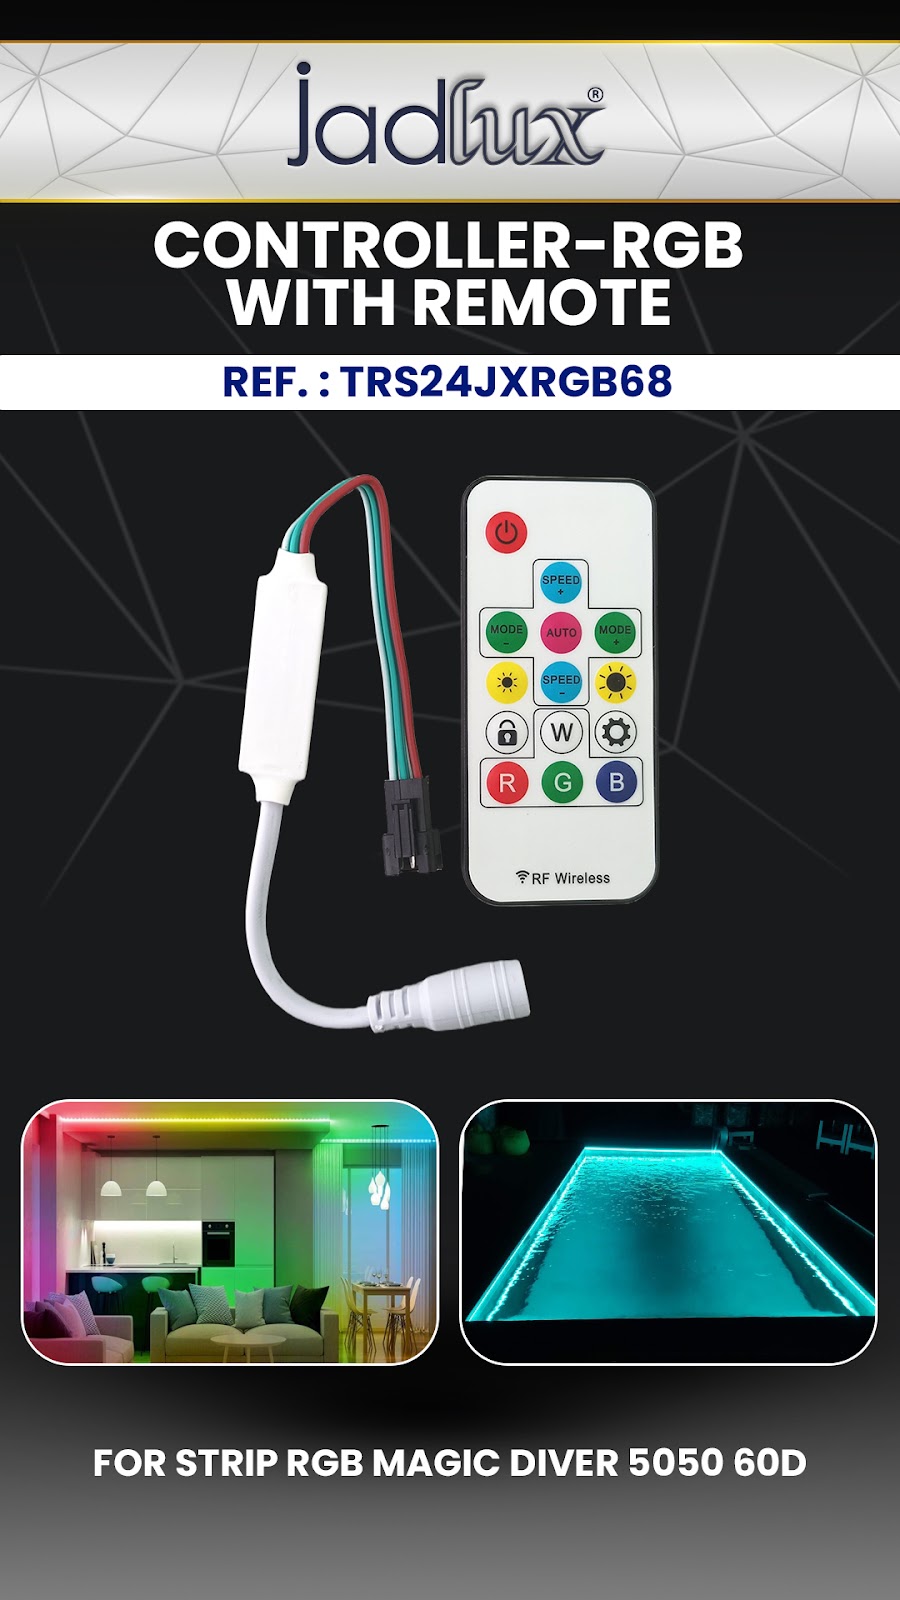 jadlux®
CONTROLLER-RGB
WITH REMOTE
REF. : TRS24JXRGB68
SPEED
+
MODE
-
AUTO
MODE
+
SPEED
-
W
R G B
RF Wireless
FOR STRIP RGB MAGIC DIVER 5050 60D